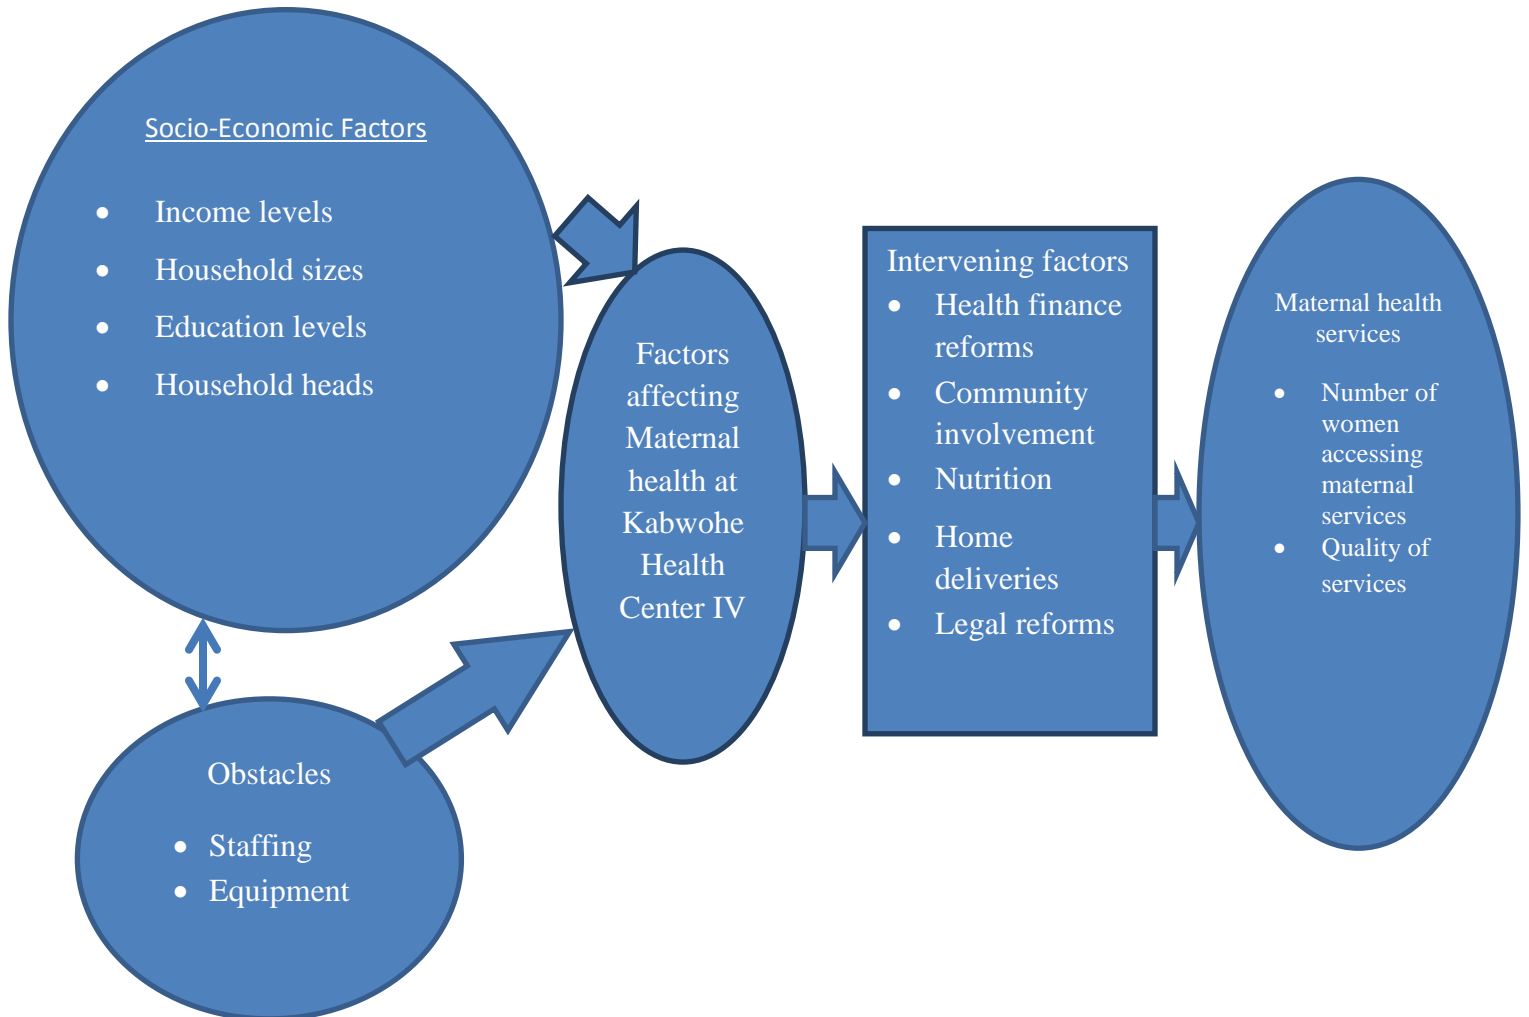 Socio-Economic Factors
• Income levels
• Household sizes
• Education levels
• Household heads
Obstacles
• Staffing
• Equipment
Factors
affecting
Maternal
health at
Kabwohe
Health
Center IV
Intervening factors
• Health finance
reforms
• Community
involvement
• Nutrition
• Home
deliveries
• Legal reforms
Maternal health
services
• Number of
women
accessing
maternal
services
• Quality of
services